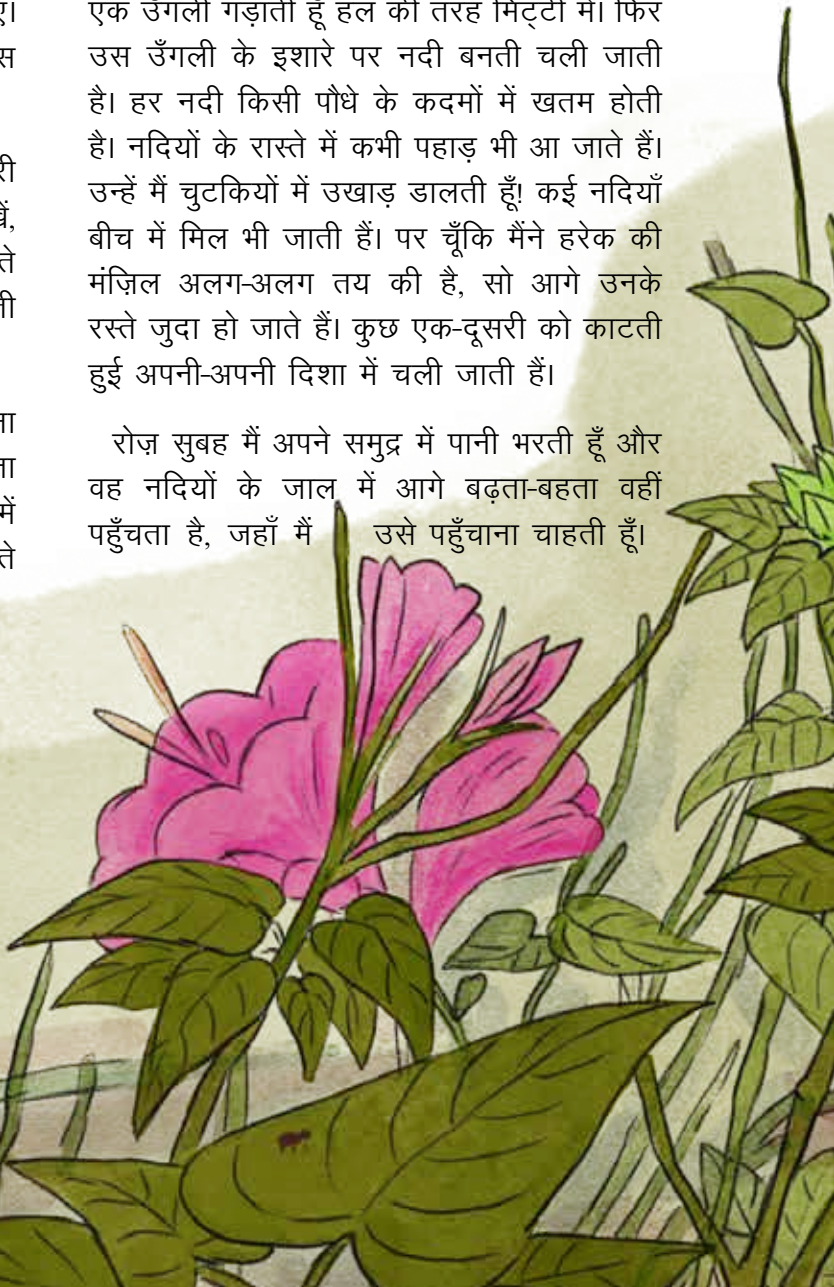 एक उँगली गड़ाती हूँ हल की तरह मिट्टी में। फिर
उस उँगली के इशारे पर नदी बनती चली जाती
है। हर नदी किसी पौधे के कदमों में खतम होती
है। नदियों के रास्ते में कभी पहाड़ भी आ जाते हैं।
उन्हें मैं चुटकियों में उखाड़ डालती हूँ! कई नदियाँ
बीच में मिल भी जाती हैं। पर चूँकि मैंने हरेक की
मंज़िल अलग-अलग तय की है, सो आगे उनके
रस्ते जुदा हो जाते हैं। कुछ एक-दूसरी को काटती
हुई अपनी-अपनी दिशा में चली जाती हैं।
रोज़ सुबह मैं अपने समुद्र में पानी भरती हूँ और
वह नदियों के जाल में आगे बढ़ता-बहता वहीं
पहुँचता है, जहाँ मैं उसे पहुँचाना चाहती हूँ।